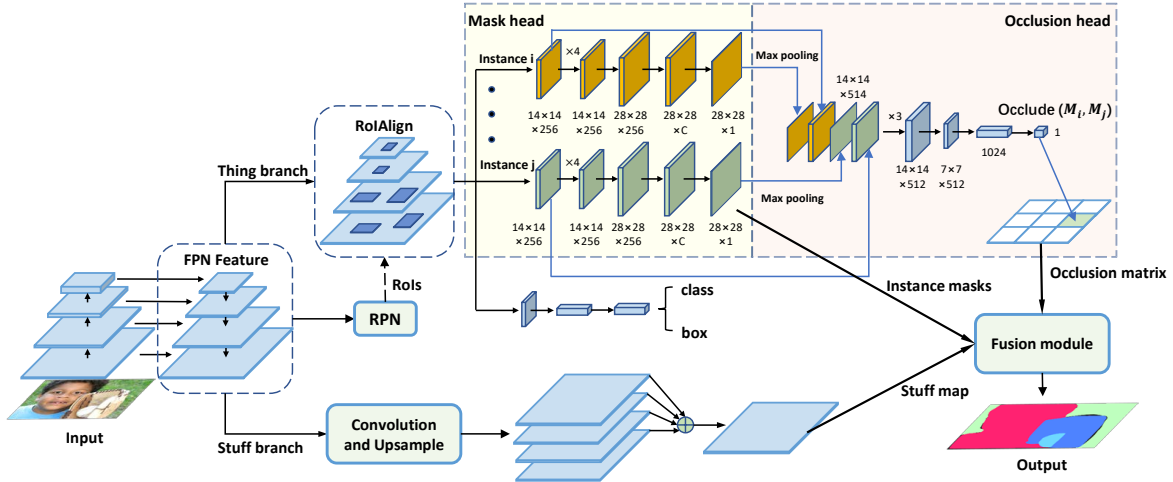 Mask head
Occlusion head
Instance i
×4
14×14
×256
14×14
×256
28×28
×256
28×28
×C
28×28
×1
Max pooling
14×14
×514
×3
Occlude (M_i, M_j)
1
1024
14×14
×512
7×7
×512
RoIAlign
Thing branch
Instance j
×4
14×14
×256
14×14
×256
28×28
×256
28×28
×C
28×28
×1
Max pooling
FPN Feature
RoIs
RPN
class
box
Instance masks
Occlusion matrix
Fusion module
Input
Stuff branch
Convolution
and Upsample
Stuff map
Output